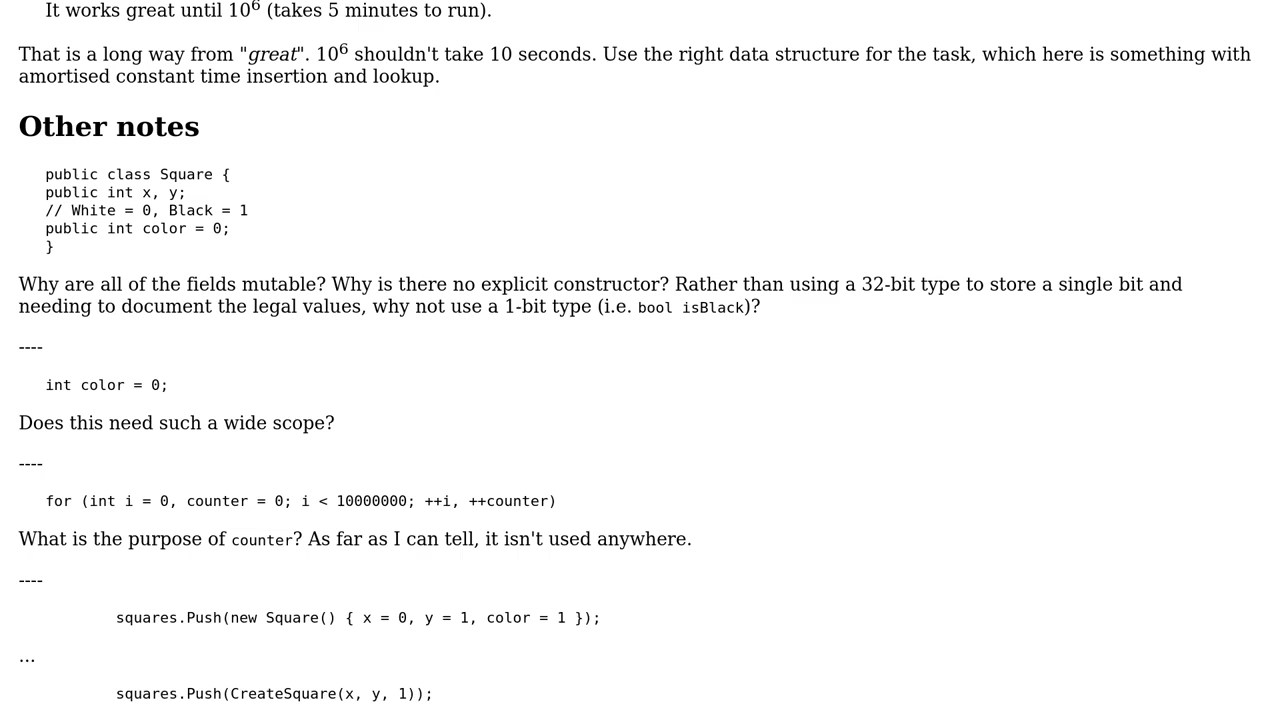 It works great until 10⁶ (takes 5 minutes to run).
That is a long way from "great". 10⁶ shouldn't take 10 seconds. Use the right data structure for the task, which here is something with
amortised constant time insertion and lookup.
Other notes
public class Square {
public int x, y;
// White = 0, Black = 1
public int color = 0;
}
Why are all of the fields mutable? Why is there no explicit constructor? Rather than using a 32-bit type to store a single bit and
needing to document the legal values, why not use a 1-bit type (i.e. bool isBlack)?
----
int color = 0;
Does this need such a wide scope?
----
for (int i = 0, counter = 0; i < 10000000; ++i, ++counter)
What is the purpose of counter? As far as I can tell, it isn't used anywhere.
----
squares.Push(new Square() { x = 0, y = 1, color = 1 });
...
squares.Push(CreateSquare(x, y, 1));